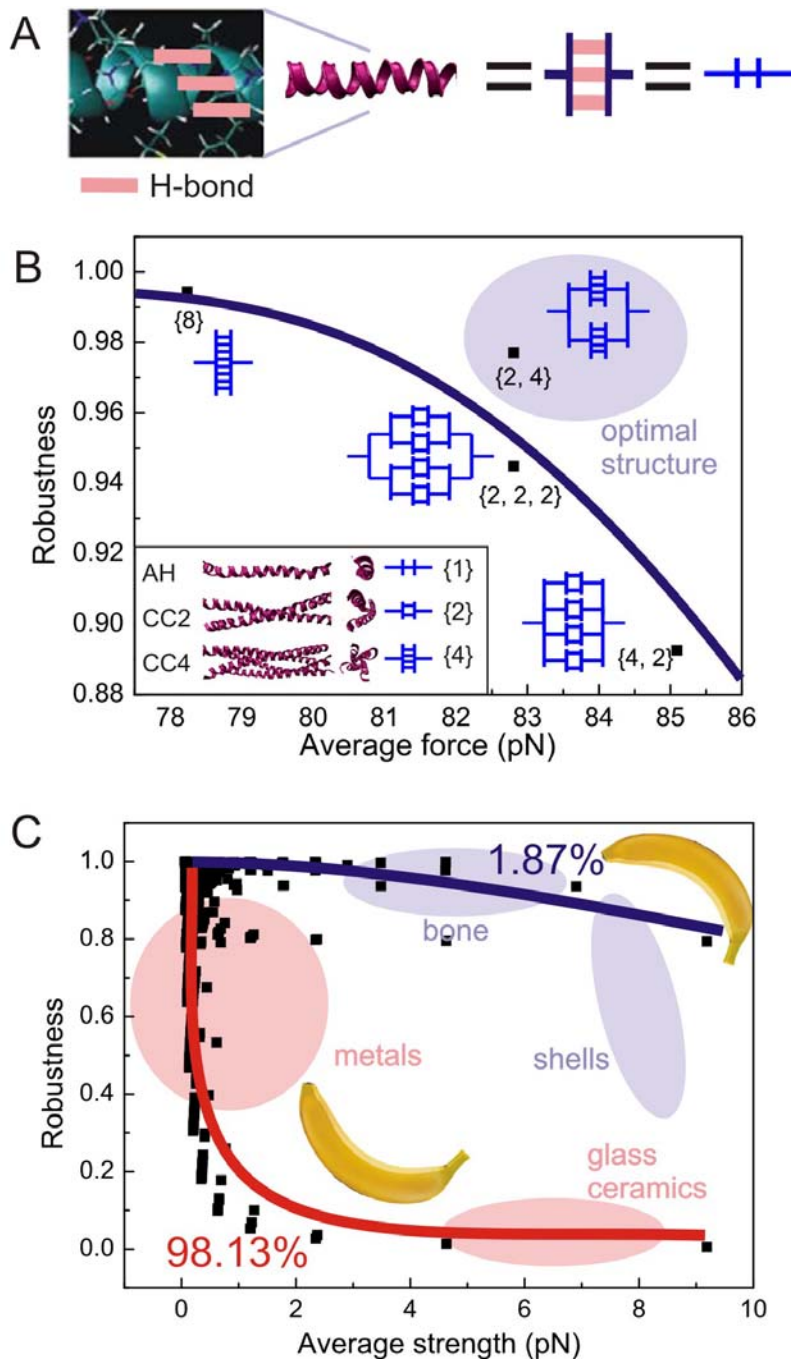 A
H-bond
B
Robustness
1.00
0.98
0.96
0.94
0.92
0.90
0.88
{8}
{2, 4}
optimal
structure
{2, 2, 2}
{4, 2}
AH
{1}
CC2
{2}
CC4
{4}
78 79 80 81 82 83 84 85 86
Average force (pN)
C
Robustness
1.0
0.8
0.6
0.4
0.2
0.0
1.87%
bone
metals
shells
glass
ceramics
98.13%
0 2 4 6 8 10
Average strength (pN)